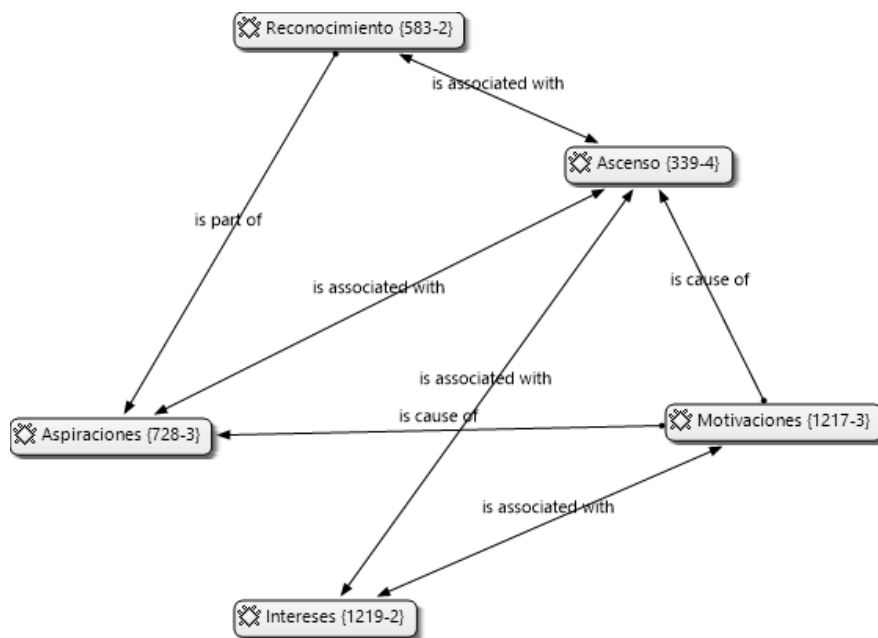 Reconocimiento {583-2}
is associated with
Ascenso {339-4}
is part of
is associated with
is cause of
is associated with
is cause of
Motivaciones {1217-3}
Aspiraciones {728-3}
is associated with
Intereses {1219-2}